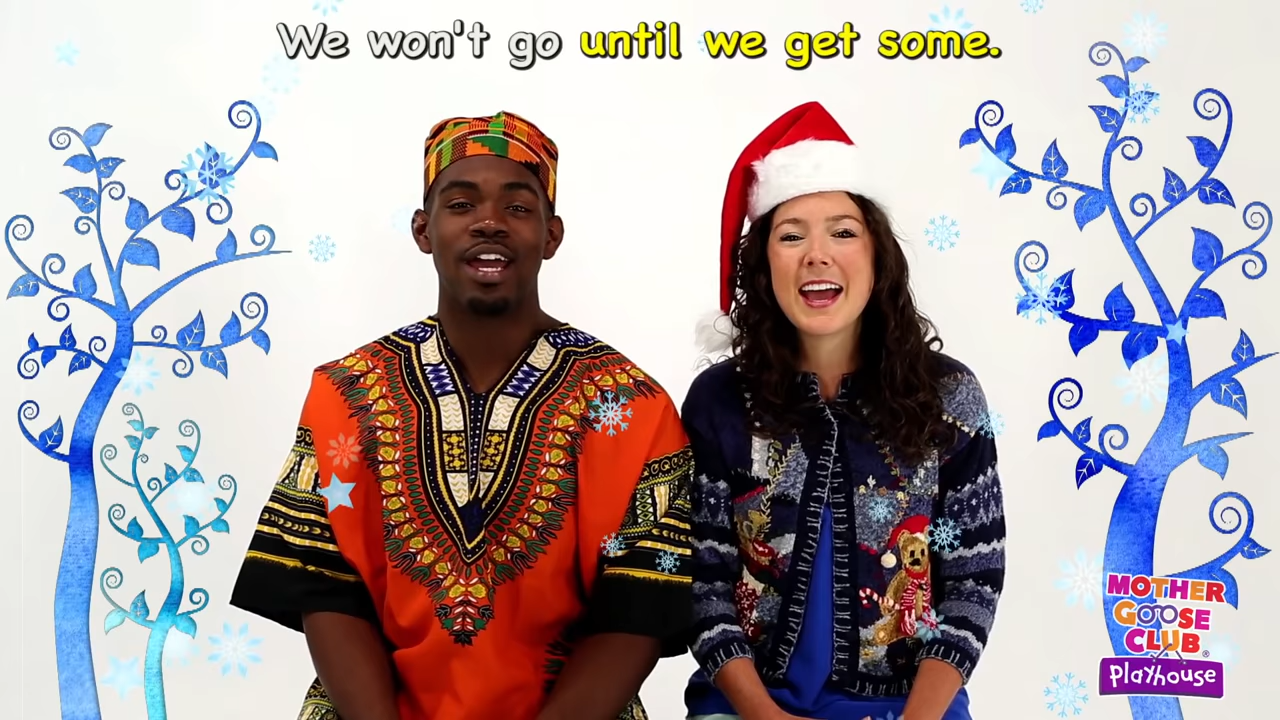 We won't go until we get some.
MOTHER
GOOSE
CLUB
Playhouse